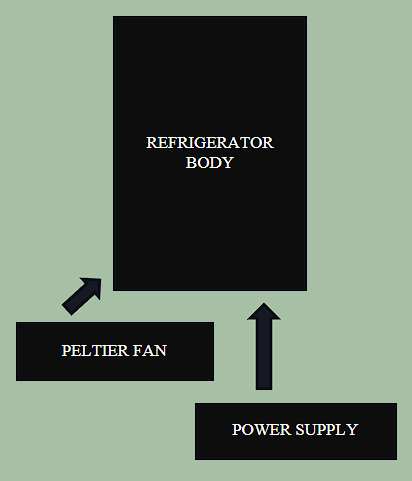 REFRIGERATOR
BODY
PELTIER FAN
POWER SUPPLY